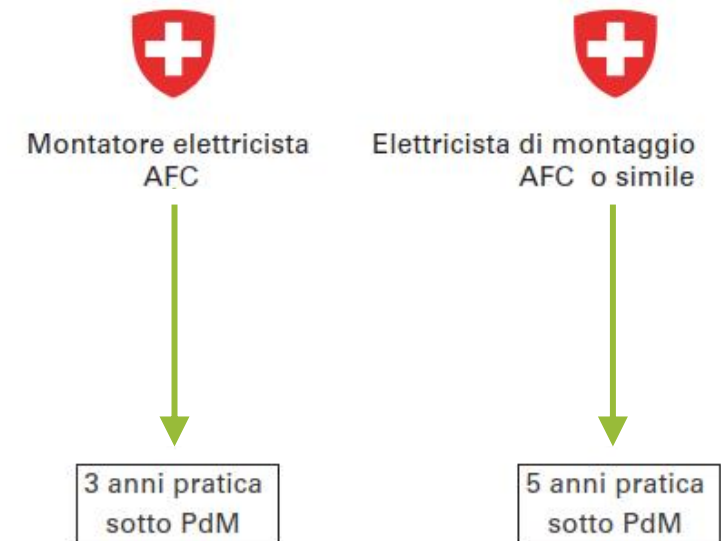 Montatore elettricista
AFC
Elettricista di montaggio
AFC o simile
3 anni pratica
sotto PdM
5 anni pratica
sotto PdM